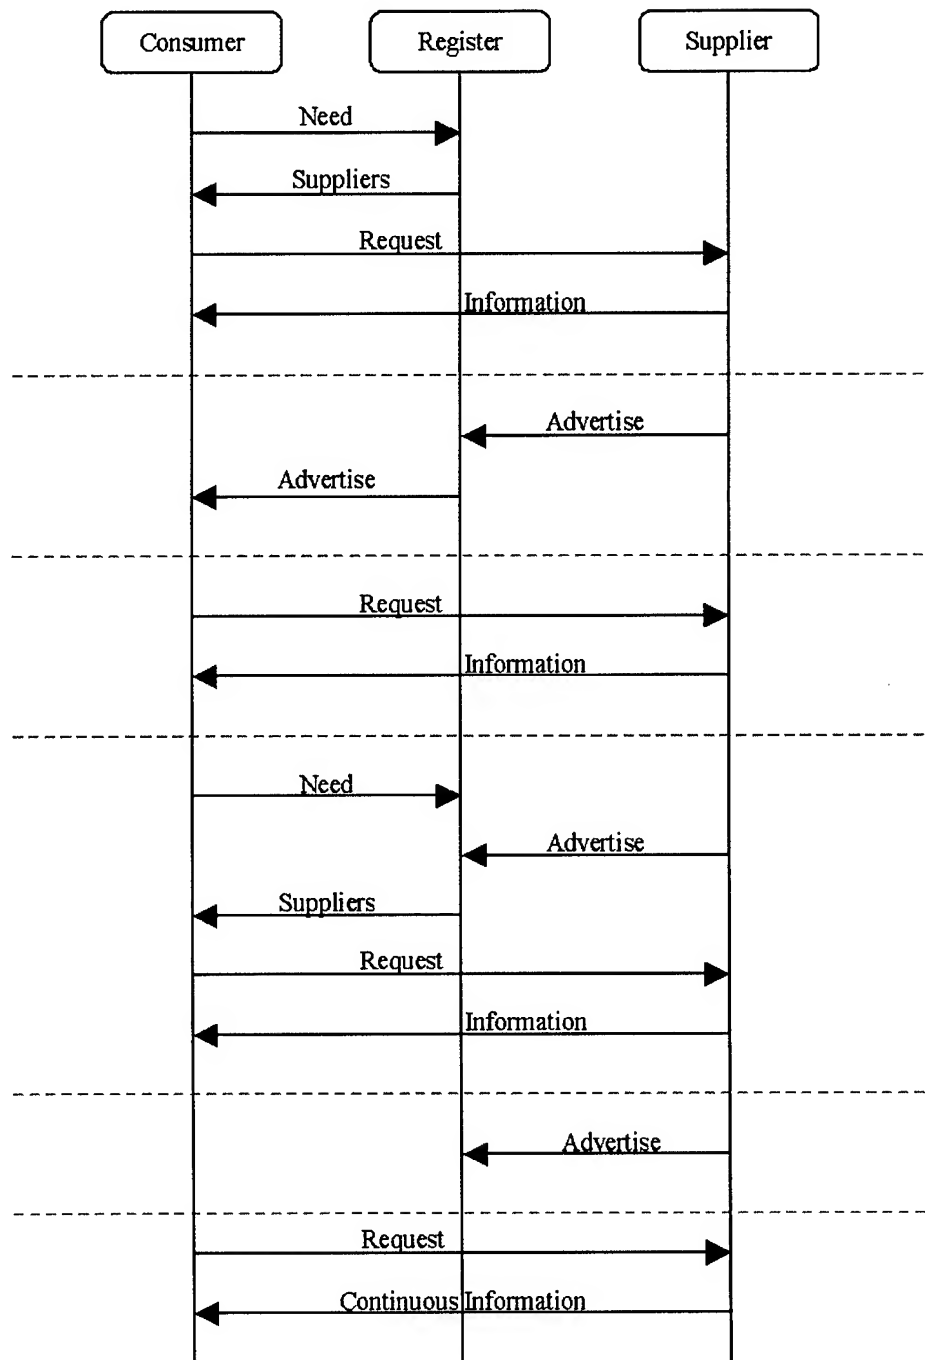 Consumer
Register
Supplier
Need
Suppliers
Request
Information
Advertise
Advertise
Request
Information
Need
Advertise
Suppliers
Request
Information
Advertise
Request
Continuous Information